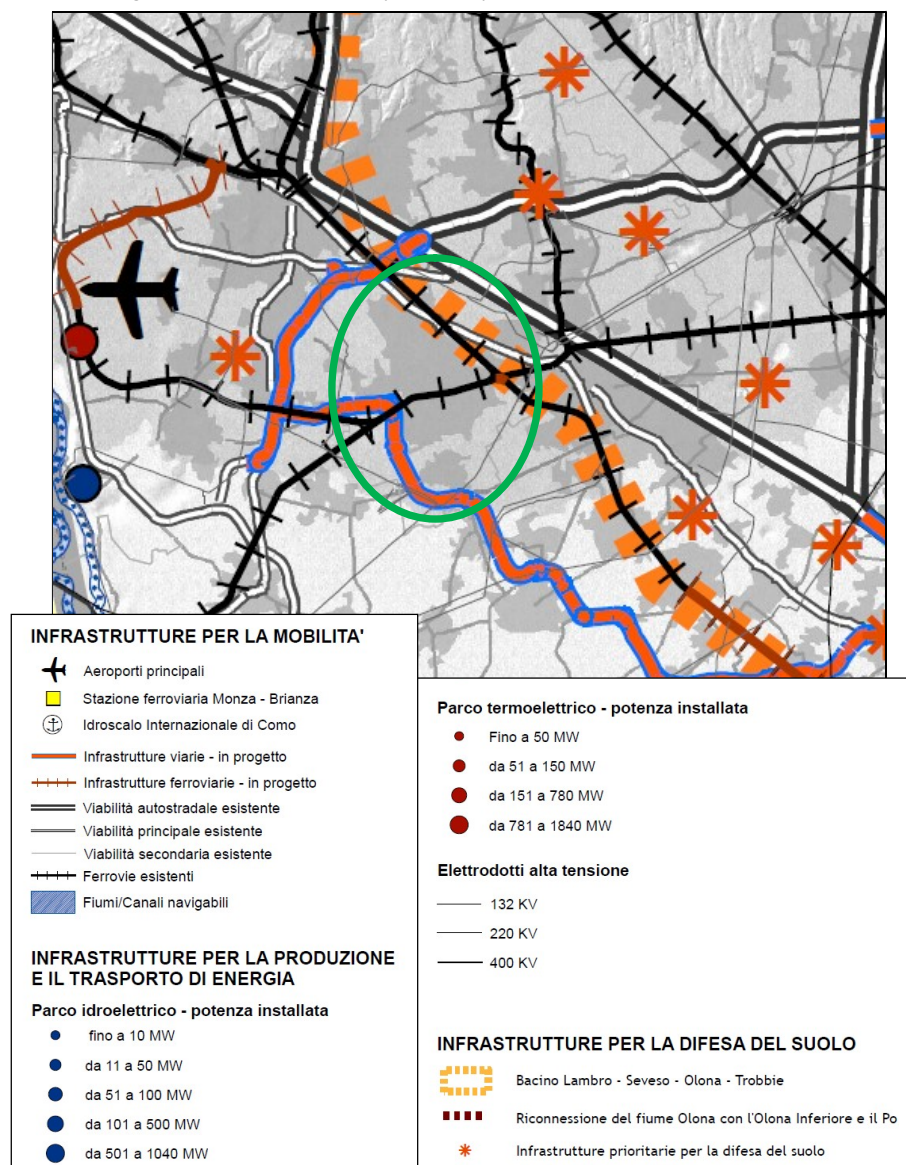 INFRASTRUTTURE PER LA MOBILITA'
Aeroporti principali
Stazione ferroviaria Monza - Brianza
Idroscalo Internazionale di Como
Infrastrutture viarie - in progetto
Infrastrutture ferroviarie - in progetto
Viabilità autostradale esistente
Viabilità principale esistente
Viabilità secondaria esistente
Ferrovie esistenti
Fiumi/Canali navigabili
INFRASTRUTTURE PER LA PRODUZIONE
E IL TRASPORTO DI ENERGIA
Parco idroelettrico - potenza installata
fino a 10 MW
da 11 a 50 MW
da 51 a 100 MW
da 101 a 500 MW
da 501 a 1040 MW
Parco termoelettrico - potenza installata
Fino a 50 MW
da 51 a 150 MW
da 151 a 780 MW
da 781 a 1840 MW
Elettrodotti alta tensione
132 KV
220 KV
400 KV
INFRASTRUTTURE PER LA DIFESA DEL SUOLO
Bacino Lambro - Seveso - Olona - Trobbie
Riconnessione del fiume Olona con l'Olona Inferiore e il Po
Infrastrutture prioritarie per la difesa del suolo